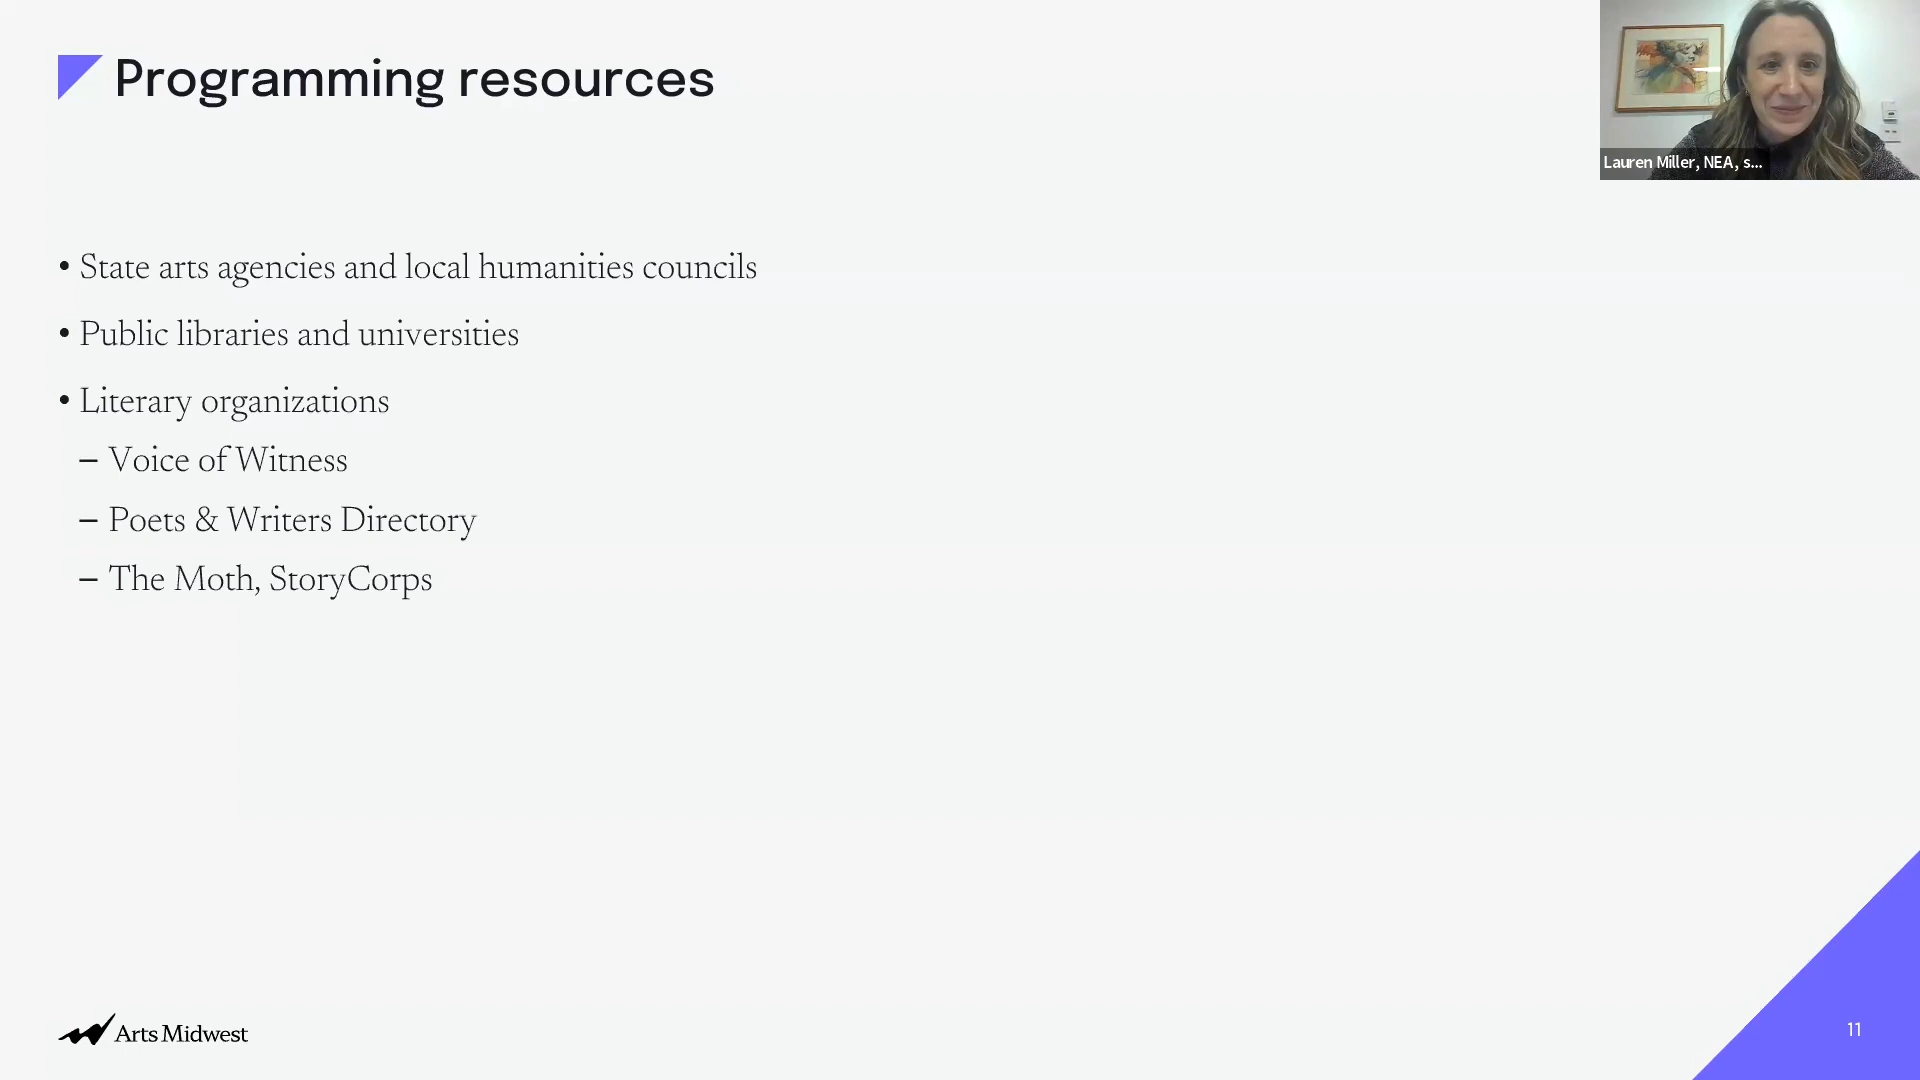 Programming resources
Lauren Miller, NEA, s...
• State arts agencies and local humanities councils
• Public libraries and universities
• Literary organizations
– Voice of Witness
– Poets & Writers Directory
– The Moth, StoryCorps
Arts Midwest
11